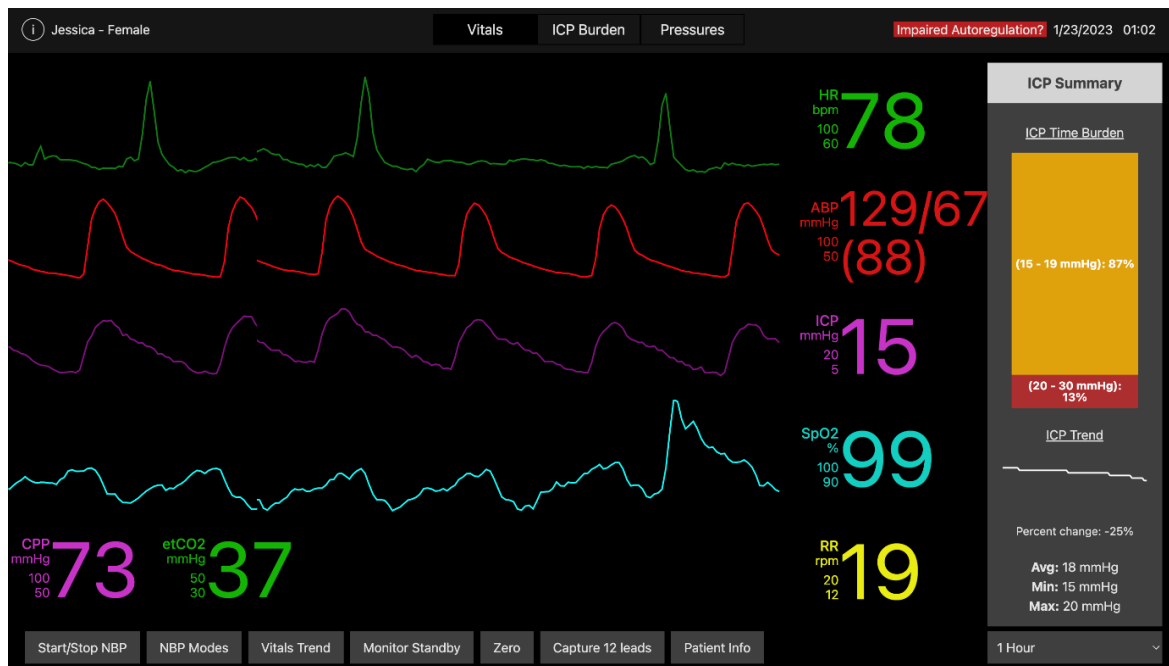 i Jessica - Female
Vitals
ICP Burden
Pressures
Impaired Autoregulation? 1/23/2023 01:02
HR
bpm
100
60
78
ABP
mmHg
100
50
129/67
(88)
ICP
mmHg
20
5
15
SpO2
%
100
90
99
CPP
mmHg
100
50
73
etCO2
mmHg
50
30
37
RR
rpm
20
12
19
ICP Summary
ICP Time Burden
(15 - 19 mmHg): 87%
(20 - 30 mmHg):
13%
ICP Trend
Percent change: -25%
Avg: 18 mmHg
Min: 15 mmHg
Max: 20 mmHg
Start/Stop NBP
NBP Modes
Vitals Trend
Monitor Standby
Zero
Capture 12 leads
Patient Info
1 Hour